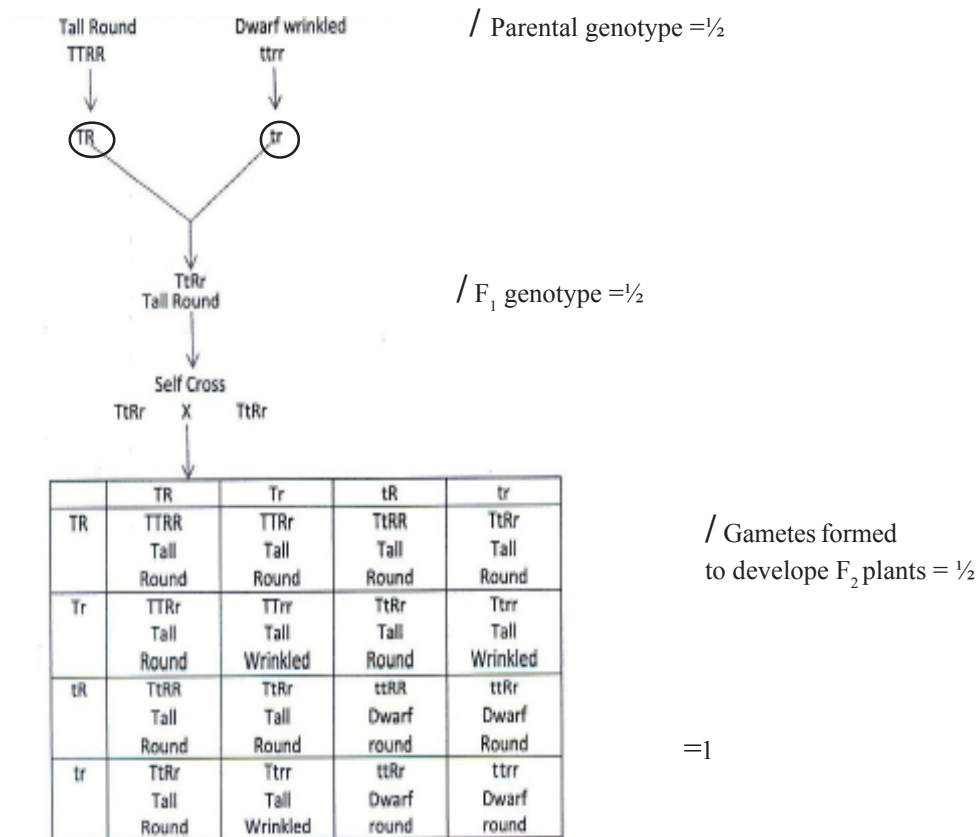 Tall Round Dwarf wrinkled / Parental genotype =½
TTRR ttrr
TR tr
TtRr
Tall Round / F₁ genotype =½
Self Cross
TtRr X TtRr
TR Tr tR tr
TR TTRR TTRr TtRR TtRr
Tall Tall Tall Tall
Round Round Round Round
/ Gametes formed
to develope F₂ plants = ½
Tr TTRr TTrr TtRr Ttrr
Tall Tall Tall Tall
Round Wrinkled Round Wrinkled
tR TtRR TtRr ttRR ttRr
Tall Tall Dwarf Dwarf
Round Round round Round
=1
tr TtRr Ttrr ttRr ttrr
Tall Tall Dwarf Dwarf
Round Wrinkled round round